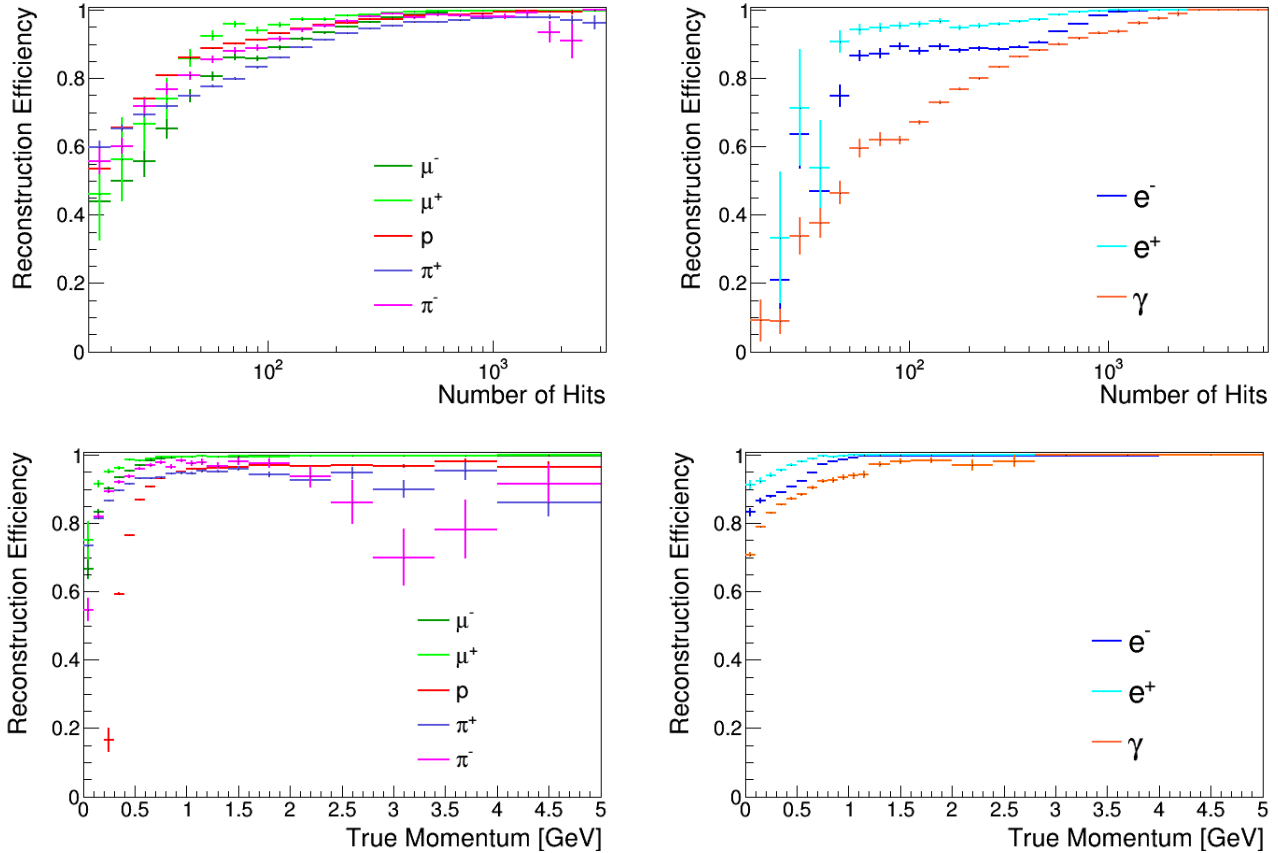 Reconstruction Efficiency
1
0.8
0.6
0.4
0.2
0
μ⁻
μ⁺
p
π⁺
π⁻
10²
10³
Number of Hits
Reconstruction Efficiency
1
0.8
0.6
0.4
0.2
0
e⁻
e⁺
γ
10²
10³
Number of Hits
Reconstruction Efficiency
1
0.8
0.6
0.4
0.2
0
μ⁻
μ⁺
p
π⁺
π⁻
0 0.5 1 1.5 2 2.5 3 3.5 4 4.5 5
True Momentum [GeV]
Reconstruction Efficiency
1
0.8
0.6
0.4
0.2
0
e⁻
e⁺
γ
0 0.5 1 1.5 2 2.5 3 3.5 4 4.5 5
True Momentum [GeV]